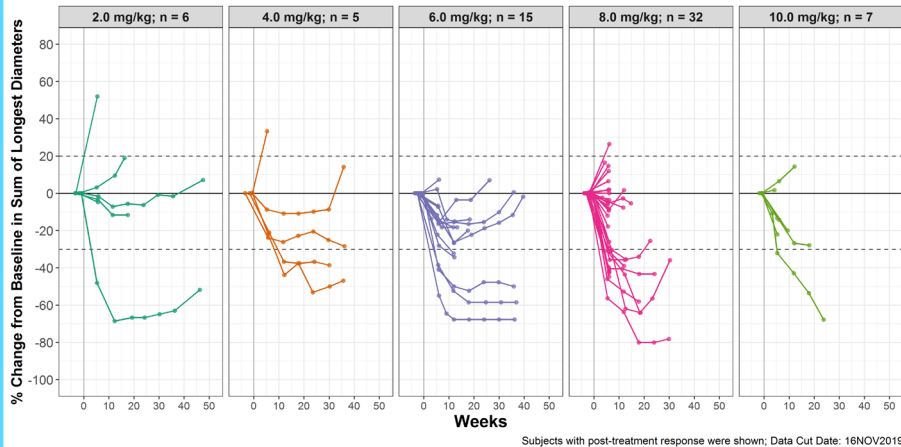 2.0 mg/kg; n = 6
4.0 mg/kg; n = 5
6.0 mg/kg; n = 15
8.0 mg/kg; n = 32
10.0 mg/kg; n = 7
% Change from Baseline in Sum of Longest Diameters
80
60
40
20
0
-20
-40
-60
-80
-100
0 10 20 30 40 50
0 10 20 30 40 50
0 10 20 30 40 50
0 10 20 30 40 50
0 10 20 30 40 50
Weeks
Subjects with post-treatment response were shown; Data Cut Date: 16NOV2019